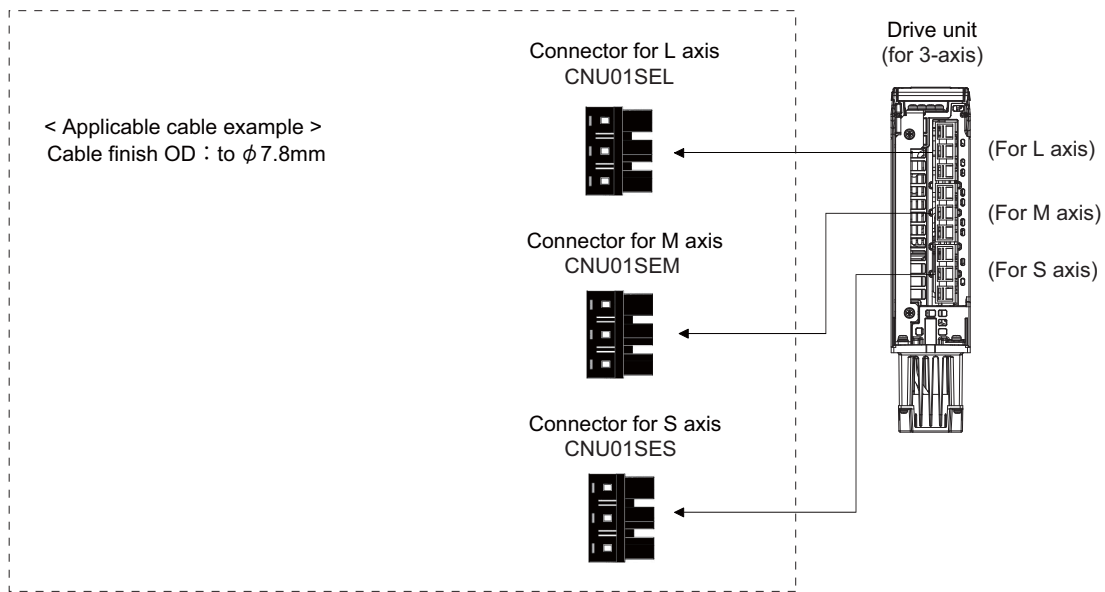 Drive unit
(for 3-axis)
Connector for L axis
CNU01SEL
< Applicable cable example >
Cable finish OD：to φ7.8mm
(For L axis)
(For M axis)
Connector for M axis
CNU01SEM
(For S axis)
Connector for S axis
CNU01SES